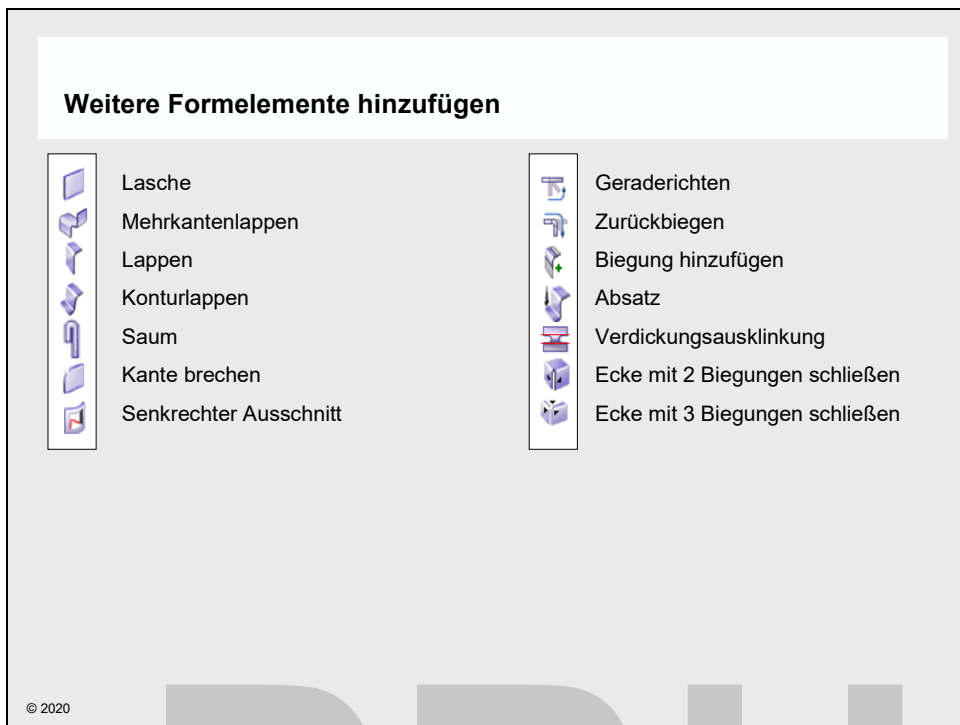 Weitere Formelemente hinzufügen
Lasche
Mehrkantenlappen
Lappen
Konturlappen
Saum
Kante brechen
Senkrechter Ausschnitt
Geraderichten
Zurückbiegen
Biegung hinzufügen
Absatz
Verdickungsausklinkung
Ecke mit 2 Biegungen schließen
Ecke mit 3 Biegungen schließen
© 2020